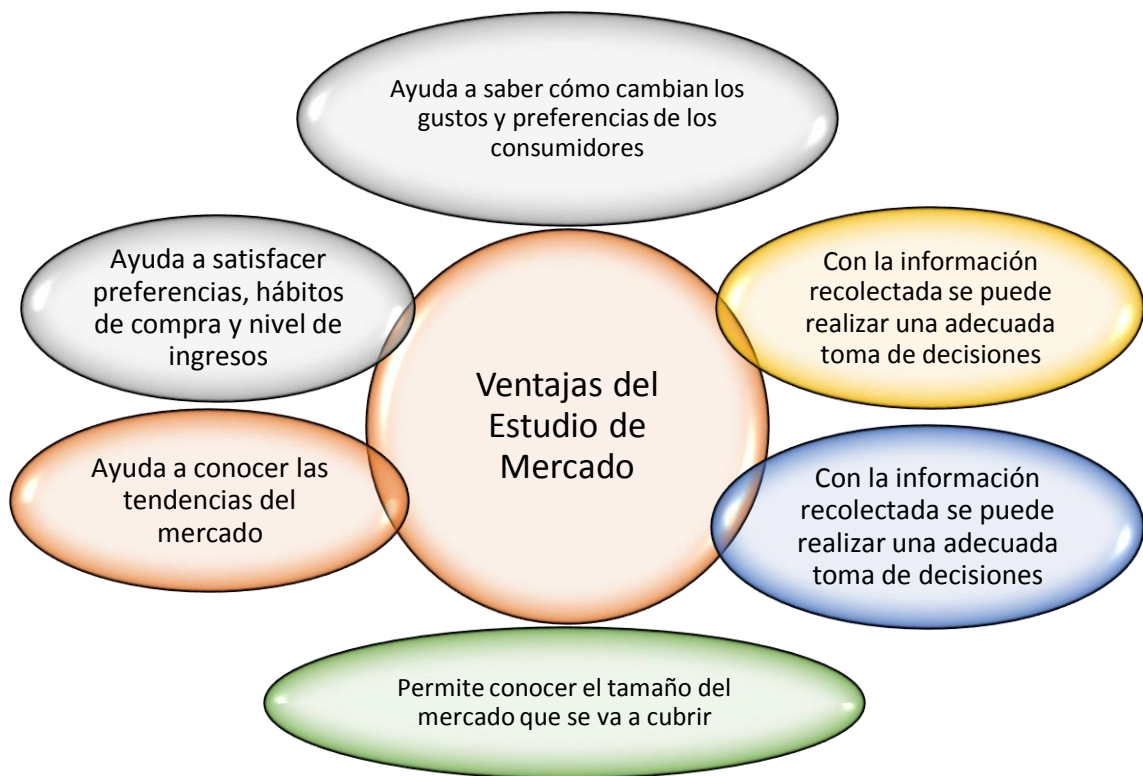 Ayuda a saber cómo cambian los
gustos y preferencias de los
consumidores
Ayuda a satisfacer
preferencias, hábitos
de compra y nivel de
ingresos
Con la información
recolectada se puede
realizar una adecuada
toma de decisiones
Ventajas del
Estudio de
Mercado
Ayuda a conocer las
tendencias del
mercado
Con la información
recolectada se puede
realizar una adecuada
toma de decisiones
Permite conocer el tamaño del
mercado que se va a cubrir